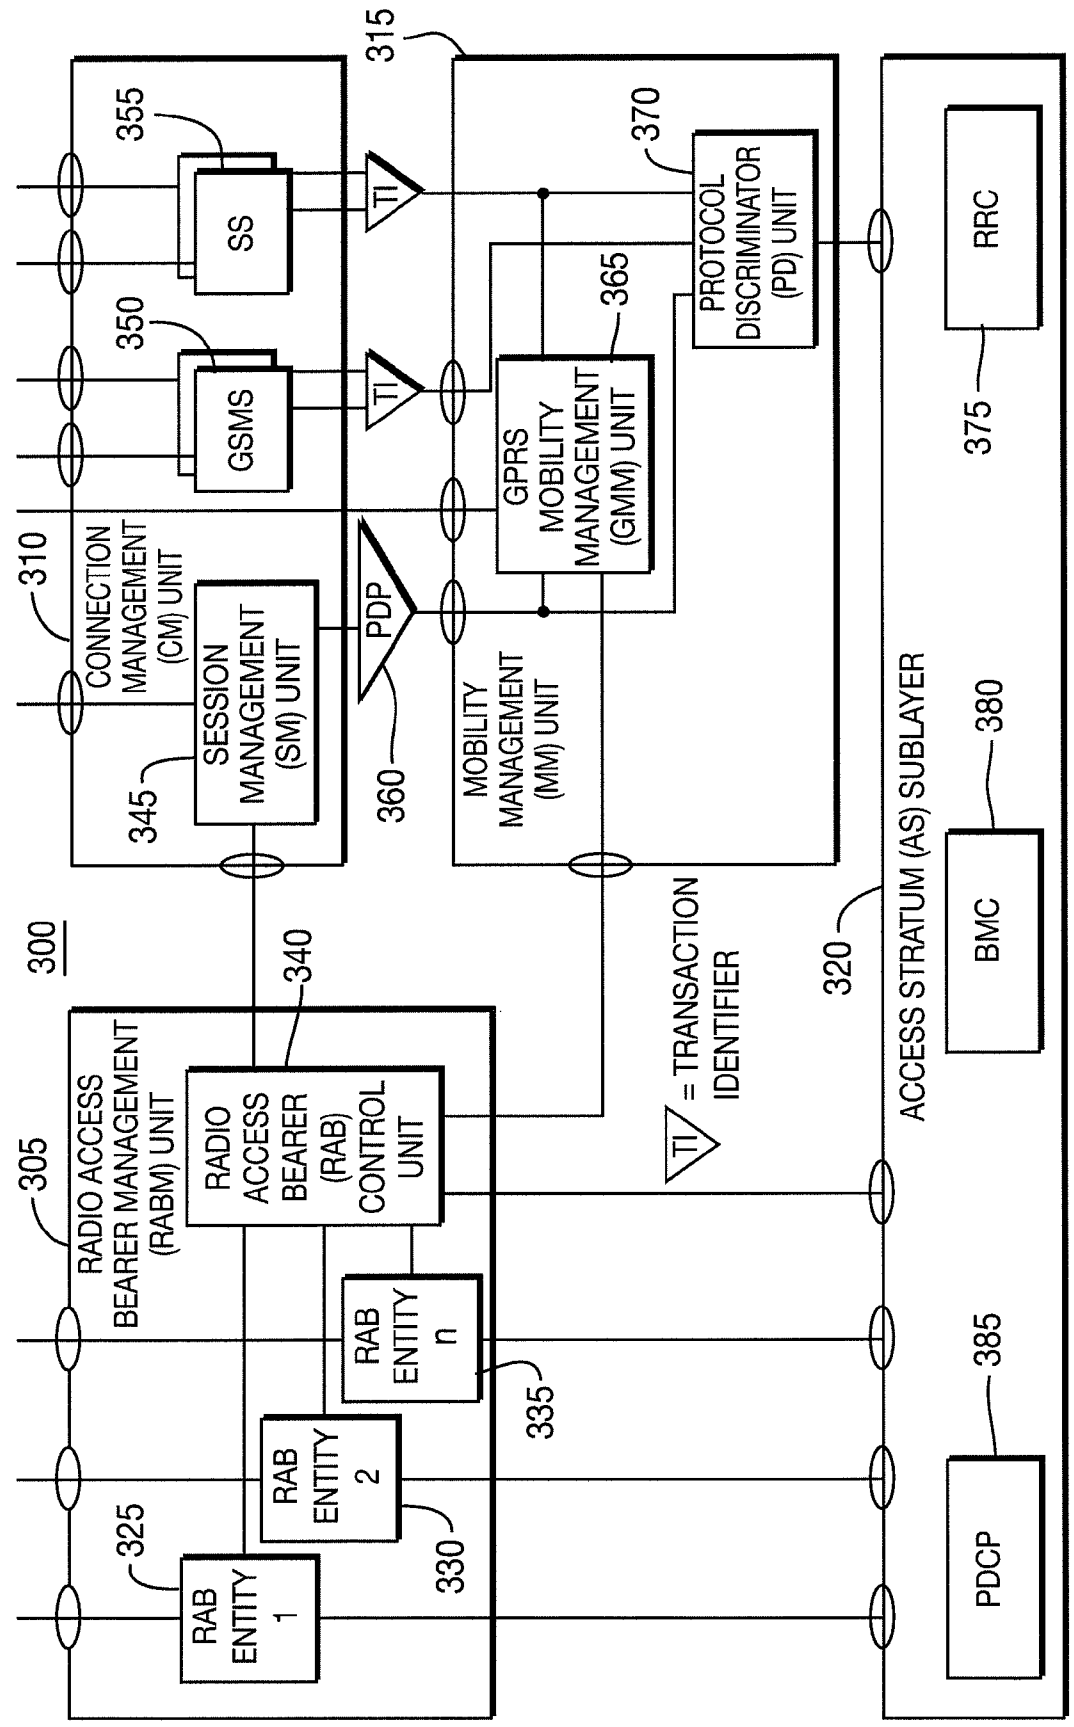 300
305
RADIO ACCESS
BEARER MANAGEMENT
(RABM) UNIT
325
RAB
ENTITY
1
RAB
ENTITY
2
330
RAB
ENTITY
n
335
RADIO
ACCESS
BEARER
(RAB)
CONTROL
UNIT
340
310
CONNECTION
MANAGEMENT
(CM) UNIT
345
SESSION
MANAGEMENT
(SM) UNIT
350
GSMS
355
SS
PDP
360
TI
TI
315
MOBILITY
MANAGEMENT
(MM) UNIT
GPRS
MOBILITY
MANAGEMENT
(GMM) UNIT
365
370
PROTOCOL
DISCRIMINATOR
(PD) UNIT
TI
= TRANSACTION
IDENTIFIER
320
ACCESS STRATUM (AS) SUBLAYER
PDCP
385
BMC
380
RRC
375